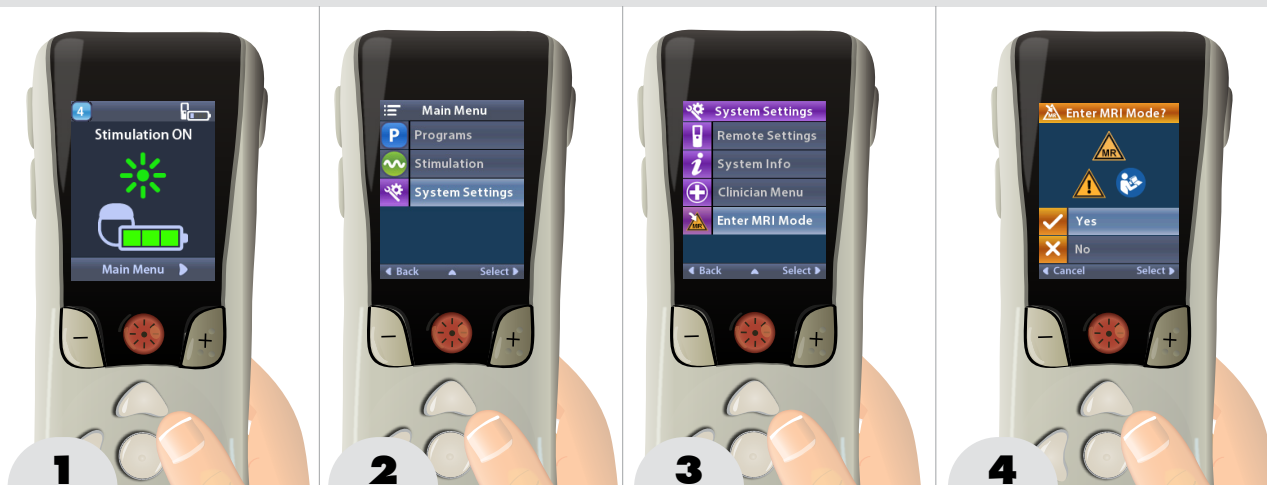 4
Stimulation ON
Main Menu
− +
1
Main Menu
P Programs
Stimulation
System Settings
Back Select
− +
2
System Settings
Remote Settings
i System Info
Clinician Menu
MR Enter MRI Mode
Back Select
− +
3
MR Enter MRI Mode?
MR
!
Yes
No
Cancel Select
− +
4